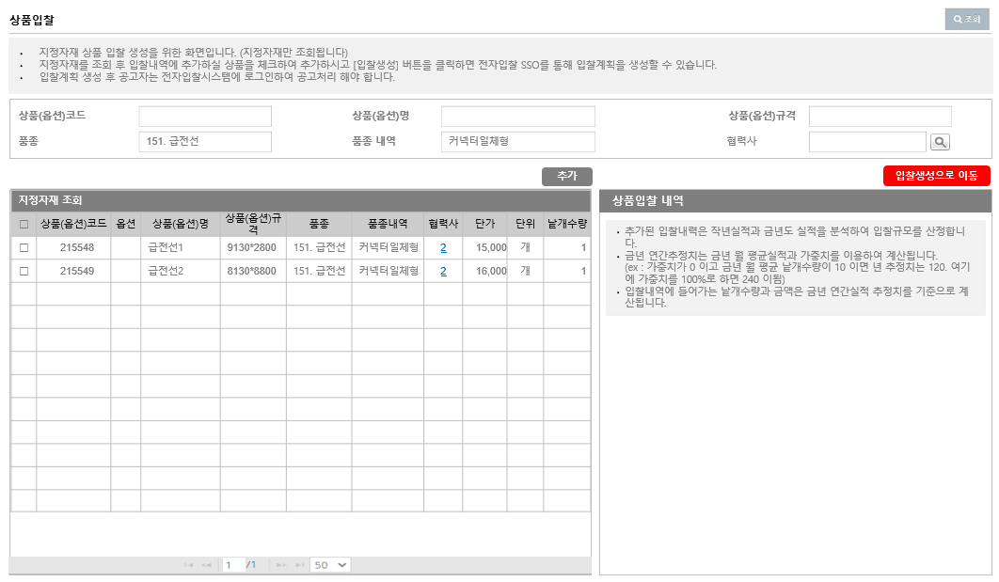 상품입찰
조회
· 지정자재 상품 입찰 생성을 위한 화면입니다. (지정자재만 조회됩니다)
· 지정자재를 조회 후 입찰내역에 추가하실 상품을 체크하여 추가하시고 [입찰생성] 버튼을 클릭하면 전자입찰 SSO를 통해 입찰계획을 생성할 수 있습니다.
· 입찰계획 생성 후 공고자는 전자입찰시스템에 로그인하여 공고처리 해야 합니다.
상품(옵션)코드 상품(옵션)명 상품(옵션)규격
품종 151. 급전선 품종 내역 커넥터일체형 협력사
추가
입찰생성으로 이동
지정자재 조회
상품(옵션)코드 옵션 상품(옵션)명 상품(옵션)규격 품종 품종내역 협력사 단가 단위 낱개수량
215548 급전선1 9130*2800 151. 급전선 커넥터일체형 2 15,000 개 1
215549 급전선2 8130*8800 151. 급전선 커넥터일체형 2 16,000 개 1
1 /1 50
상품입찰 내역
· 추가된 입찰내력은 작년실적과 금년도 실적을 분석하여 입찰규모를 산정합니
다.
· 금년 연간추정치는 금년 월 평균실적과 가중치를 이용하여 계산됩니다.
(ex : 가중치가 0 이고 금년 월 평균 낱개수량이 10 이면 년 추정치는 120. 여기
에 가중치를 100%로 하면 240 이됨)
· 입찰내역에 들어가는 낱개수량과 금액은 금년 연간실적 추정치를 기준으로 계
산됩니다.